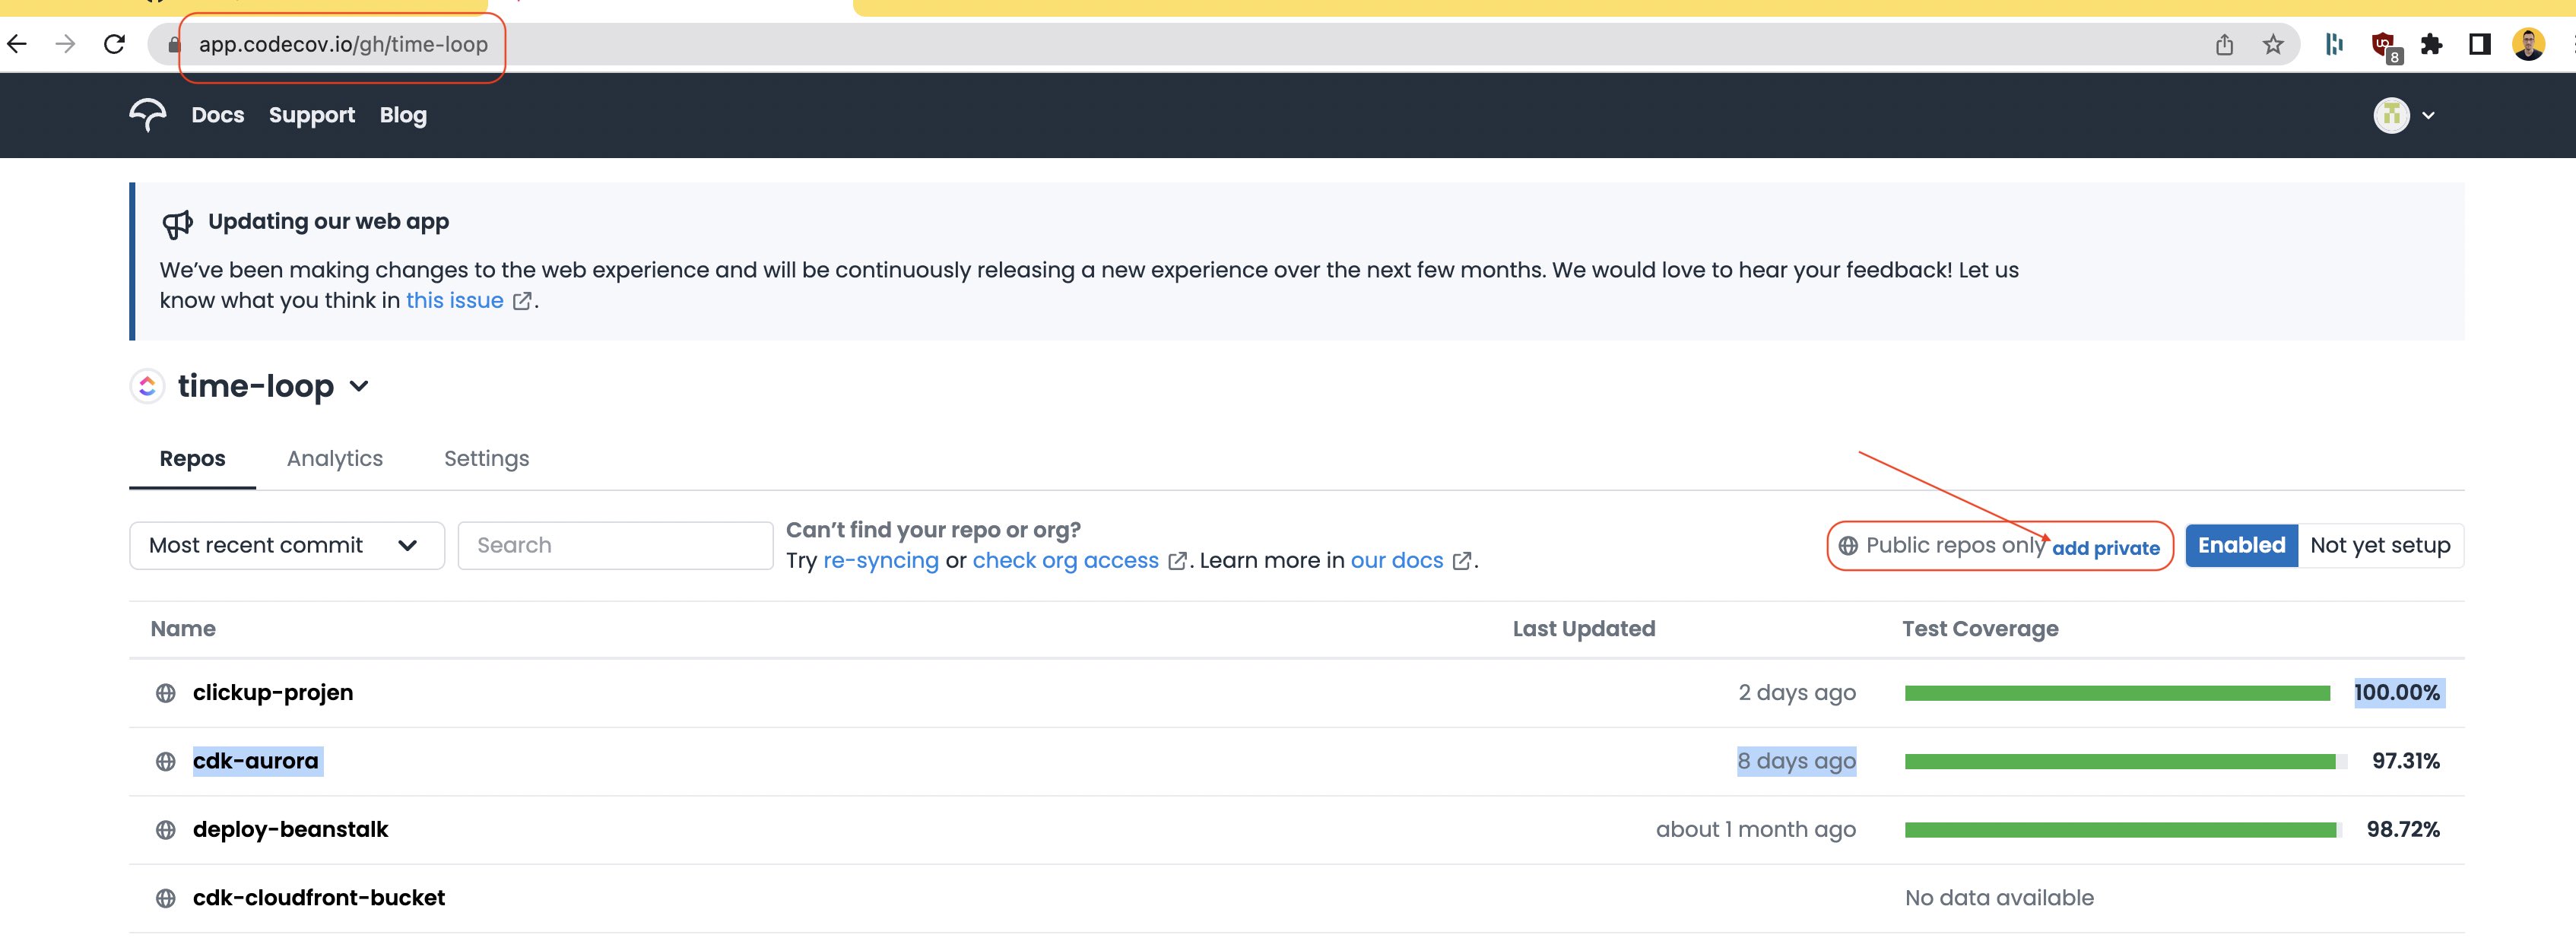 app.codecov.io/gh/time-loop
8
Docs Support Blog
Updating our web app
We've been making changes to the web experience and will be continuously releasing a new experience over the next few months. We would love to hear your feedback! Let us
know what you think in this issue.
time-loop
Repos Analytics Settings
Most recent commit
Search
Can't find your repo or org?
Try re-syncing or check org access. Learn more in our docs.
Public repos only add private
Enabled Not yet setup
Name Last Updated Test Coverage
clickup-projen 2 days ago 100.00%
cdk-aurora 8 days ago 97.31%
deploy-beanstalk about 1 month ago 98.72%
cdk-cloudfront-bucket No data available